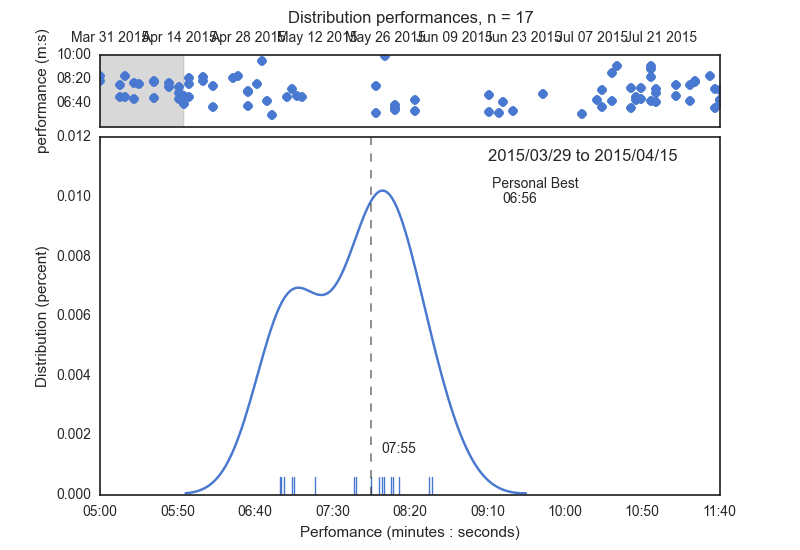 Distribution performances, n = 17
Mar 31 2015 Apr 14 2015 Apr 28 2015 May 12 2015 May 26 2015 Jun 09 2015 Jun 23 2015 Jul 07 2015 Jul 21 2015
performance (m:s)
10:00
08:20
06:40
0.012
0.010
0.008
0.006
0.004
0.002
0.000
Distribution (percent)
2015/03/29 to 2015/04/15
Personal Best
06:56
07:55
05:00 05:50 06:40 07:30 08:20 09:10 10:00 10:50 11:40
Perfomance (minutes : seconds)